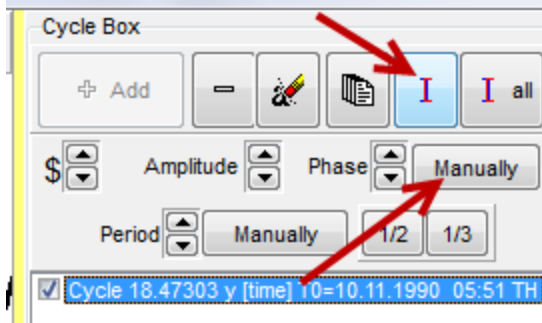 Cycle Box
Add I I all
$ Amplitude Phase Manually
Period Manually 1/2 1/3
Cycle 18.47303 y [time] T0=10.11.1990 05:51 TH